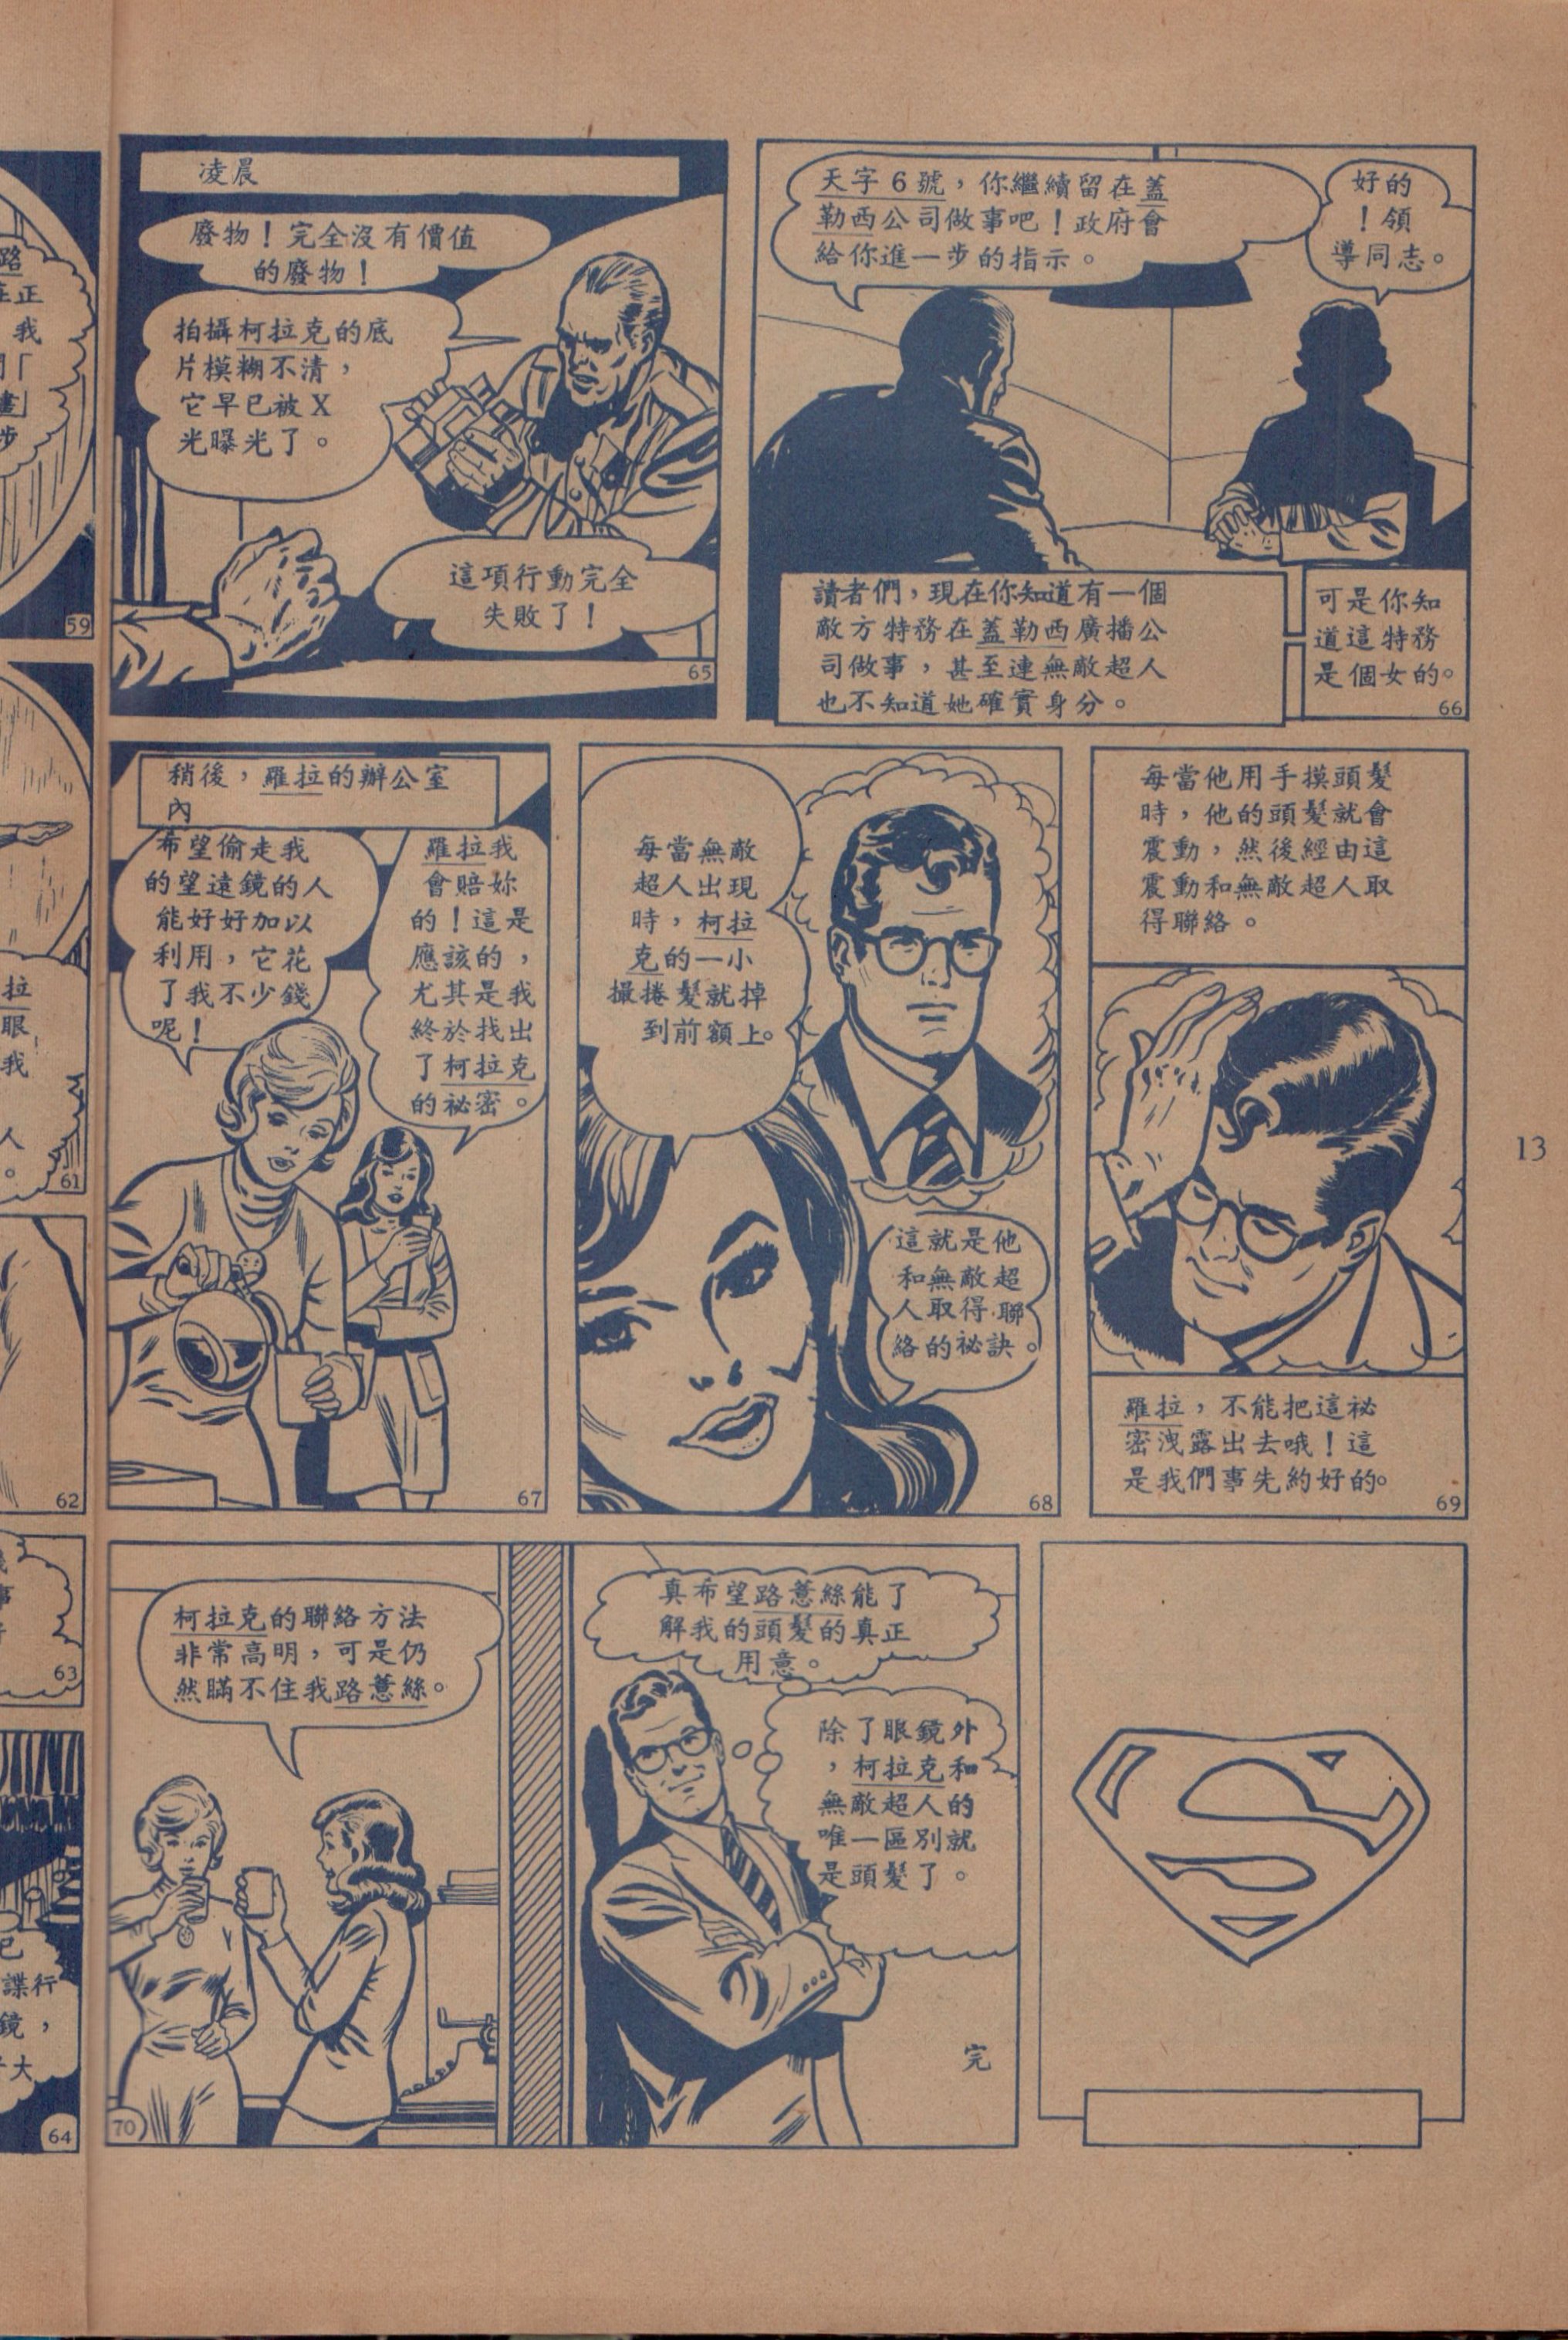 凌晨
廢物！完全沒有價值
的廢物！
拍攝柯拉克的底
片模糊不清，
它早已被X
光曝光了。
這項行動完全
失敗了！
65
天字6號，你繼續留在蓋
勒西公司做事吧！政府會
給你進一步的指示。
好的
！領
導同志。
讀者們，現在你知道有一個
敵方特務在蓋勒西廣播公
司做事，甚至連無敵超人
也不知道她確實身分。
可是你知
道這特務
是個女的。
66
稍後，羅拉的辦公室
內
希望偷走我
的望遠鏡的人
能好好加以
利用，它花
了我不少錢
呢！
羅拉我
會賠妳
的！這是
應該的，
尤其是我
終於找出
了柯拉克
的祕密。
67
每當無敵
超人出現
時，柯拉
克的一小
撮捲髮就掉
到前額上。
這就是他
和無敵超
人取得聯
絡的祕訣。
68
每當他用手摸頭髮
時，他的頭髮就會
震動，然後經由這
震動和無敵超人取
得聯絡。
羅拉，不能把這祕
密洩露出去哦！這
是我們事先約好的。
69
柯拉克的聯絡方法
非常高明，可是仍
然瞞不住我路薏絲。
70
真希望路薏絲能了
解我的頭髮的真正
用意。
除了眼鏡外
，柯拉克和
無敵超人的
唯一區別就
是頭髮了。
完
S
13
路
在正
我
59
拉
眼
我
人
。
61
62
事
63
諜行
鏡，
大
64